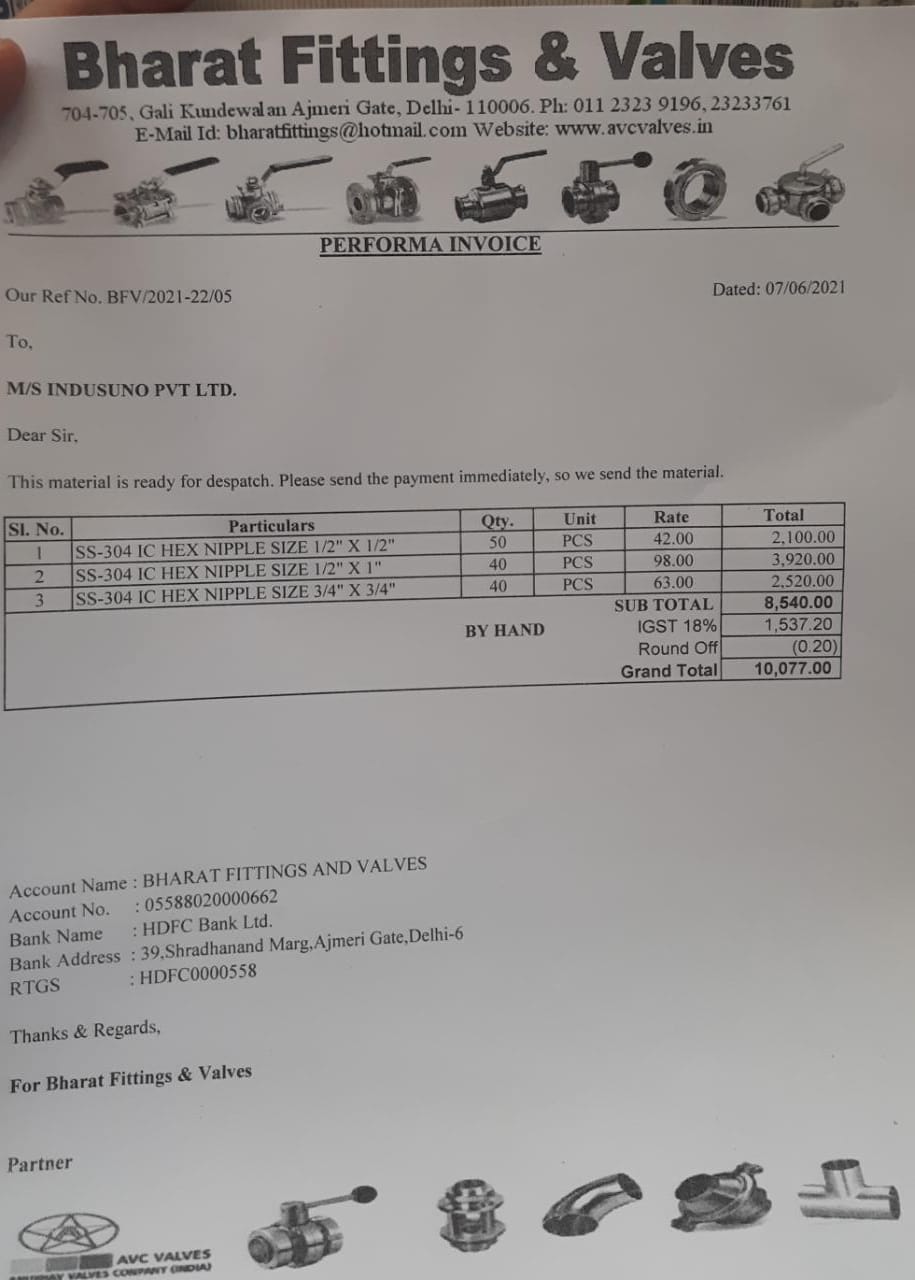 Bharat Fittings & Valves
704-705, Gali Kundewalan Ajmeri Gate, Delhi- 110006. Ph: 011 2323 9196, 23233761
E-Mail Id: bharatfittings@hotmail.com Website: www.avcvalves.in
PERFORMA INVOICE
Our Ref No. BFV/2021-22/05 Dated: 07/06/2021
To,
M/S INDUSUNO PVT LTD.
Dear Sir,
This material is ready for despatch. Please send the payment immediately, so we send the material.
Sl. No. Particulars Qty. Unit Rate Total
1 SS-304 IC HEX NIPPLE SIZE 1/2" X 1/2" 50 PCS 42.00 2,100.00
2 SS-304 IC HEX NIPPLE SIZE 1/2" X 1" 40 PCS 98.00 3,920.00
3 SS-304 IC HEX NIPPLE SIZE 3/4" X 3/4" 40 PCS 63.00 2,520.00
SUB TOTAL 8,540.00
BY HAND IGST 18% 1,537.20
Round Off (0.20)
Grand Total 10,077.00
Account Name : BHARAT FITTINGS AND VALVES
Account No. : 05588020000662
Bank Name : HDFC Bank Ltd.
Bank Address : 39,Shradhanand Marg,Ajmeri Gate,Delhi-6
RTGS : HDFC0000558
Thanks & Regards,
For Bharat Fittings & Valves
Partner
AVC VALVES
VALVES COMPANY (INDIA)